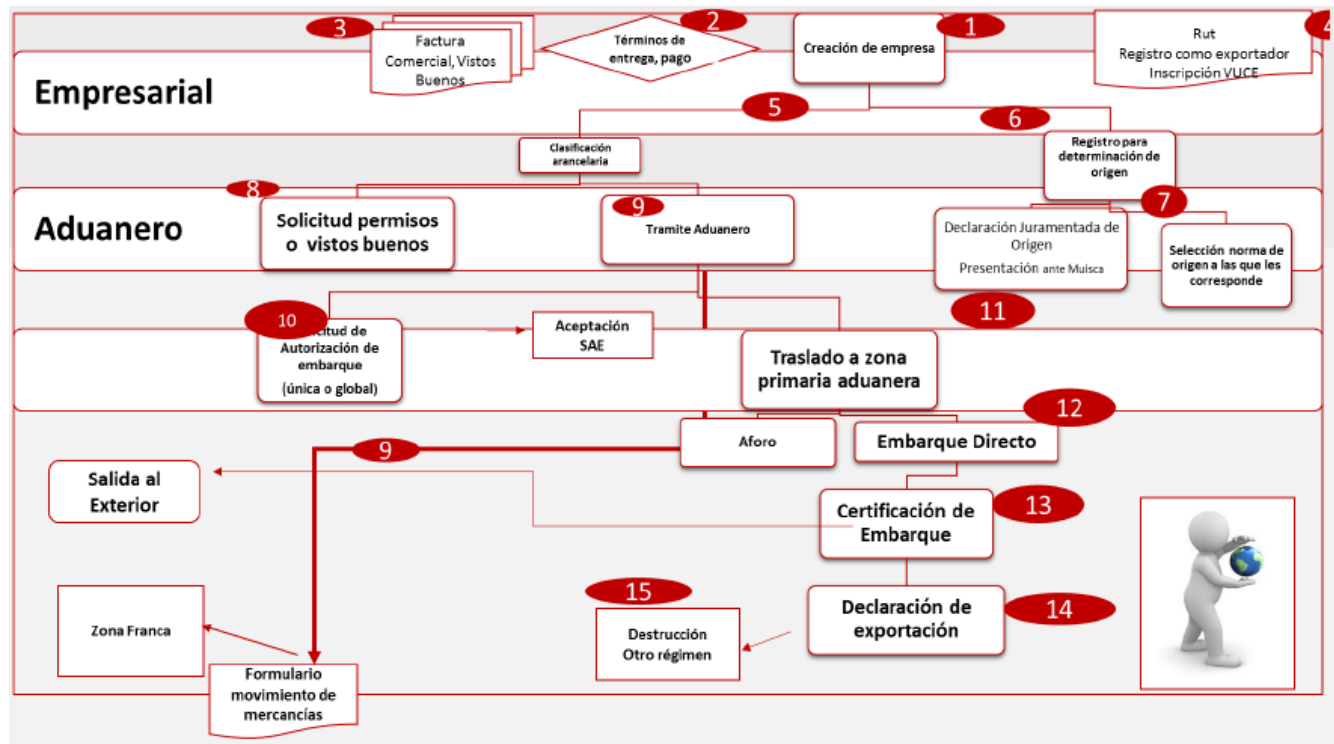 3
Factura
Comercial, Vistos
Buenos
2
Términos de
entrega, pago
1
Creación de empresa
4
Rut
Registro como exportador
Inscripción VUCE
Empresarial
5
6
Clasificación
arancelaria
Registro para
determinación de
origen
Aduanero
8
Solicitud permisos
o vistos buenos
9
Tramite Aduanero
7
Declaración Juramentada de
Origen
Presentación ante Muisca
Selección norma de
origen a las que les
corresponde
10
citud de
Autorización de
embarque
(única o global)
Aceptación
SAE
11
Traslado a zona
primaria aduanera
12
Aforo
Embarque Directo
9
Salida al
Exterior
13
Certificación de
Embarque
15
14
Declaración de
exportación
Zona Franca
Destrucción
Otro régimen
Formulario
movimiento de
mercancías